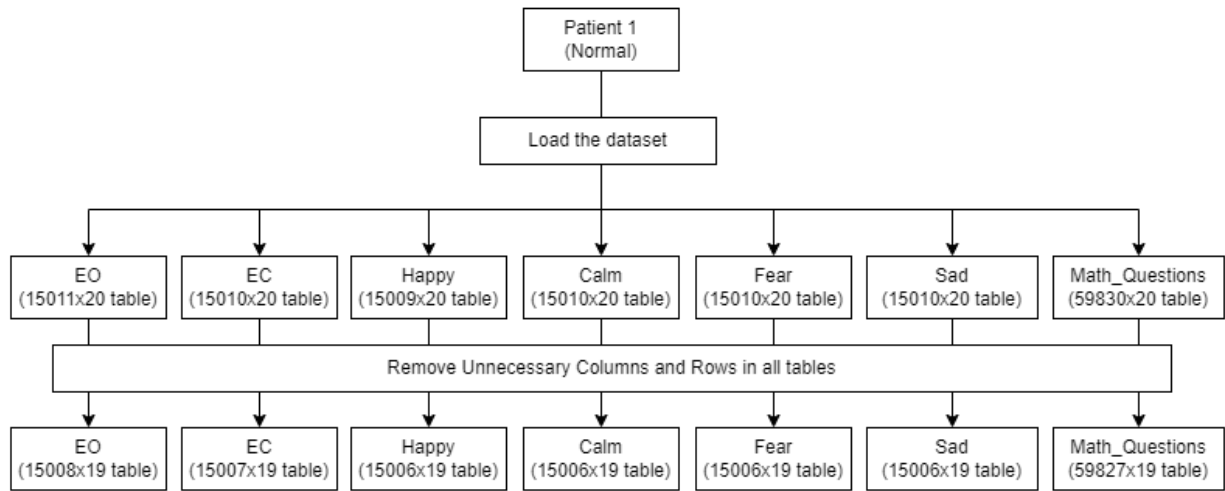 Patient 1
(Normal)
Load the dataset
EO
(15011x20 table)
EC
(15010x20 table)
Happy
(15009x20 table)
Calm
(15010x20 table)
Fear
(15010x20 table)
Sad
(15010x20 table)
Math_Questions
(59830x20 table)
Remove Unnecessary Columns and Rows in all tables
EO
(15008x19 table)
EC
(15007x19 table)
Happy
(15006x19 table)
Calm
(15006x19 table)
Fear
(15006x19 table)
Sad
(15006x19 table)
Math_Questions
(59827x19 table)